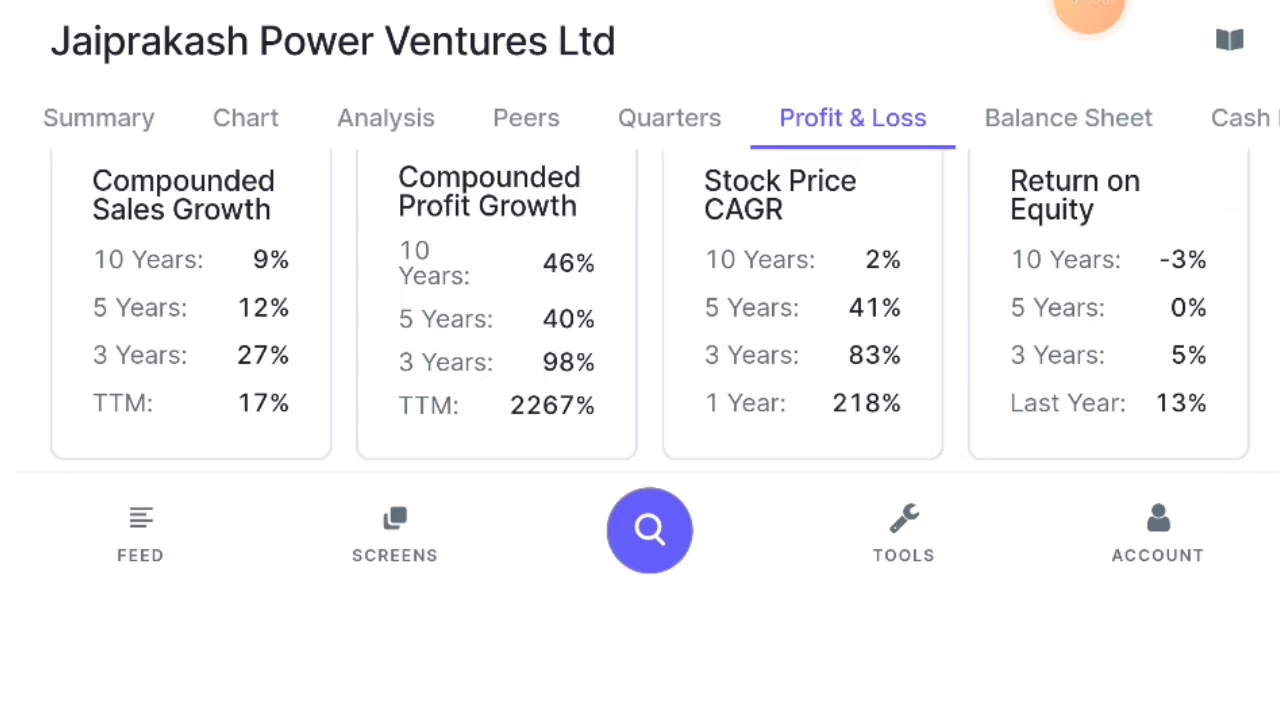 Jaiprakash Power Ventures Ltd
Summary Chart Analysis Peers Quarters Profit & Loss Balance Sheet Cash
Compounded
Sales Growth
10 Years: 9%
5 Years: 12%
3 Years: 27%
TTM: 17%
Compounded
Profit Growth
10
Years: 46%
5 Years: 40%
3 Years: 98%
TTM: 2267%
Stock Price
CAGR
10 Years: 2%
5 Years: 41%
3 Years: 83%
1 Year: 218%
Return on
Equity
10 Years: -3%
5 Years: 0%
3 Years: 5%
Last Year: 13%
FEED SCREENS TOOLS ACCOUNT